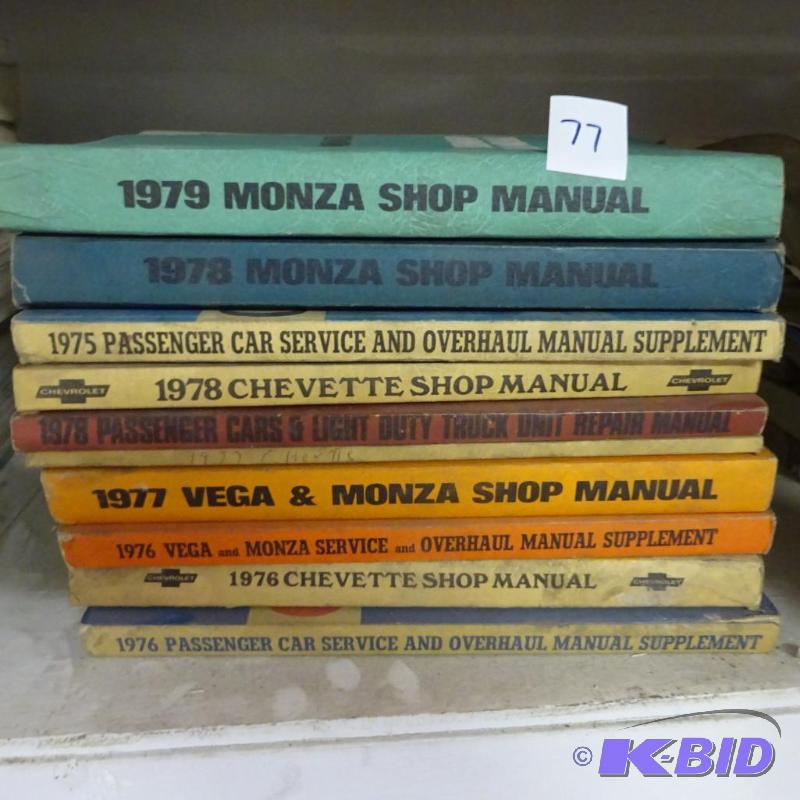 77
1979 MONZA SHOP MANUAL
1978 MONZA SHOP MANUAL
1975 PASSENGER CAR SERVICE AND OVERHAUL MANUAL SUPPLEMENT
CHEVROLET 1978 CHEVETTE SHOP MANUAL CHEVROLET
1978 PASSENGER CARS & LIGHT DUTY TRUCK UNIT REPAIR MANUAL
1977
1977 VEGA & MONZA SHOP MANUAL
1976 VEGA and MONZA SERVICE and OVERHAUL MANUAL SUPPLEMENT
CHEVROLET 1976 CHEVETTE SHOP MANUAL CHEVROLET
1976 PASSENGER CAR SERVICE AND OVERHAUL MANUAL SUPPLEMENT
© K-BID